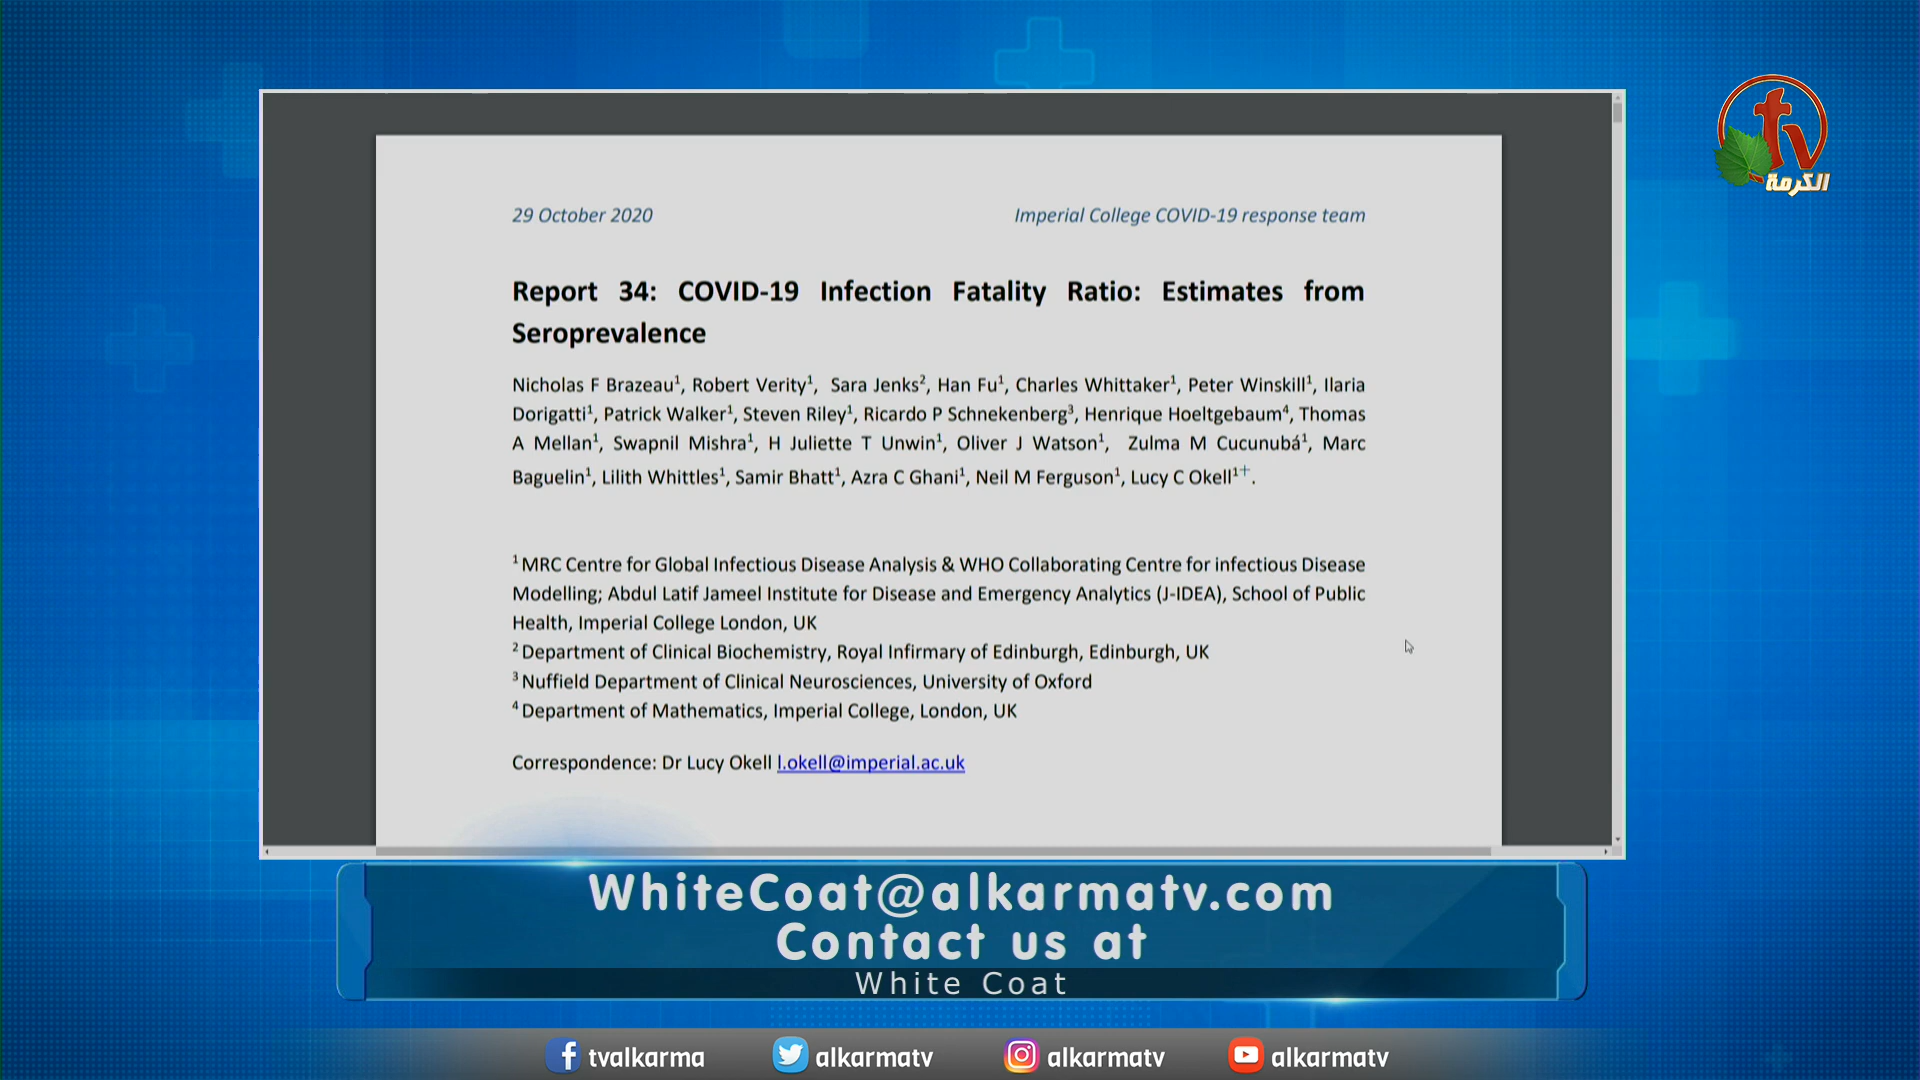 tv
الكرمة
29 October 2020 Imperial College COVID-19 response team
Report 34: COVID-19 Infection Fatality Ratio: Estimates from
Seroprevalence
Nicholas F Brazeau¹, Robert Verity¹, Sara Jenks², Han Fu¹, Charles Whittaker¹, Peter Winskill¹, Ilaria
Dorigatti¹, Patrick Walker¹, Steven Riley¹, Ricardo P Schnekenberg³, Henrique Hoeltgebaum⁴, Thomas
A Mellan¹, Swapnil Mishra¹, H Juliette T Unwin¹, Oliver J Watson¹, Zulma M Cucunubá¹, Marc
Baguelin¹, Lilith Whittles¹, Samir Bhatt¹, Azra C Ghani¹, Neil M Ferguson¹, Lucy C Okell¹⁺.
¹ MRC Centre for Global Infectious Disease Analysis & WHO Collaborating Centre for infectious Disease
Modelling; Abdul Latif Jameel Institute for Disease and Emergency Analytics (J-IDEA), School of Public
Health, Imperial College London, UK
² Department of Clinical Biochemistry, Royal Infirmary of Edinburgh, Edinburgh, UK
³ Nuffield Department of Clinical Neurosciences, University of Oxford
⁴ Department of Mathematics, Imperial College, London, UK
Correspondence: Dr Lucy Okell l.okell@imperial.ac.uk
WhiteCoat@alkarmatv.com
Contact us at
White Coat
tvalkarma alkarmatv alkarmatv alkarmatv